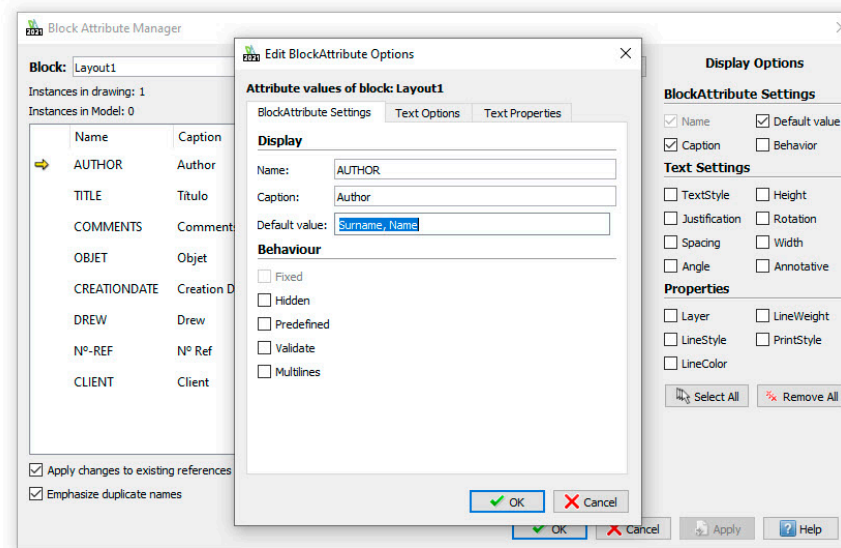 2021 Block Attribute Manager
Block: Layout1
Instances in drawing: 1
Instances in Model: 0
Name Caption
AUTHOR Author
TITLE Título
COMMENTS Comment
OBJET Objet
CREATIONDATE Creation D
DREW Drew
Nº-REF Nº Ref
CLIENT Client
Apply changes to existing references
Emphasize duplicate names
2021 Edit BlockAttribute Options
Attribute values of block: Layout1
BlockAttribute Settings Text Options Text Properties
Display
Name: AUTHOR
Caption: Author
Default value: Surname, Name
Behaviour
Fixed
Hidden
Predefined
Validate
Multilines
OK Cancel
Display Options
BlockAttribute Settings
Name Default value
Caption Behavior
Text Settings
TextStyle Height
Justification Rotation
Spacing Width
Angle Annotative
Properties
Layer LineWeight
LineStyle PrintStyle
LineColor
Select All Remove All
OK Cancel Apply Help